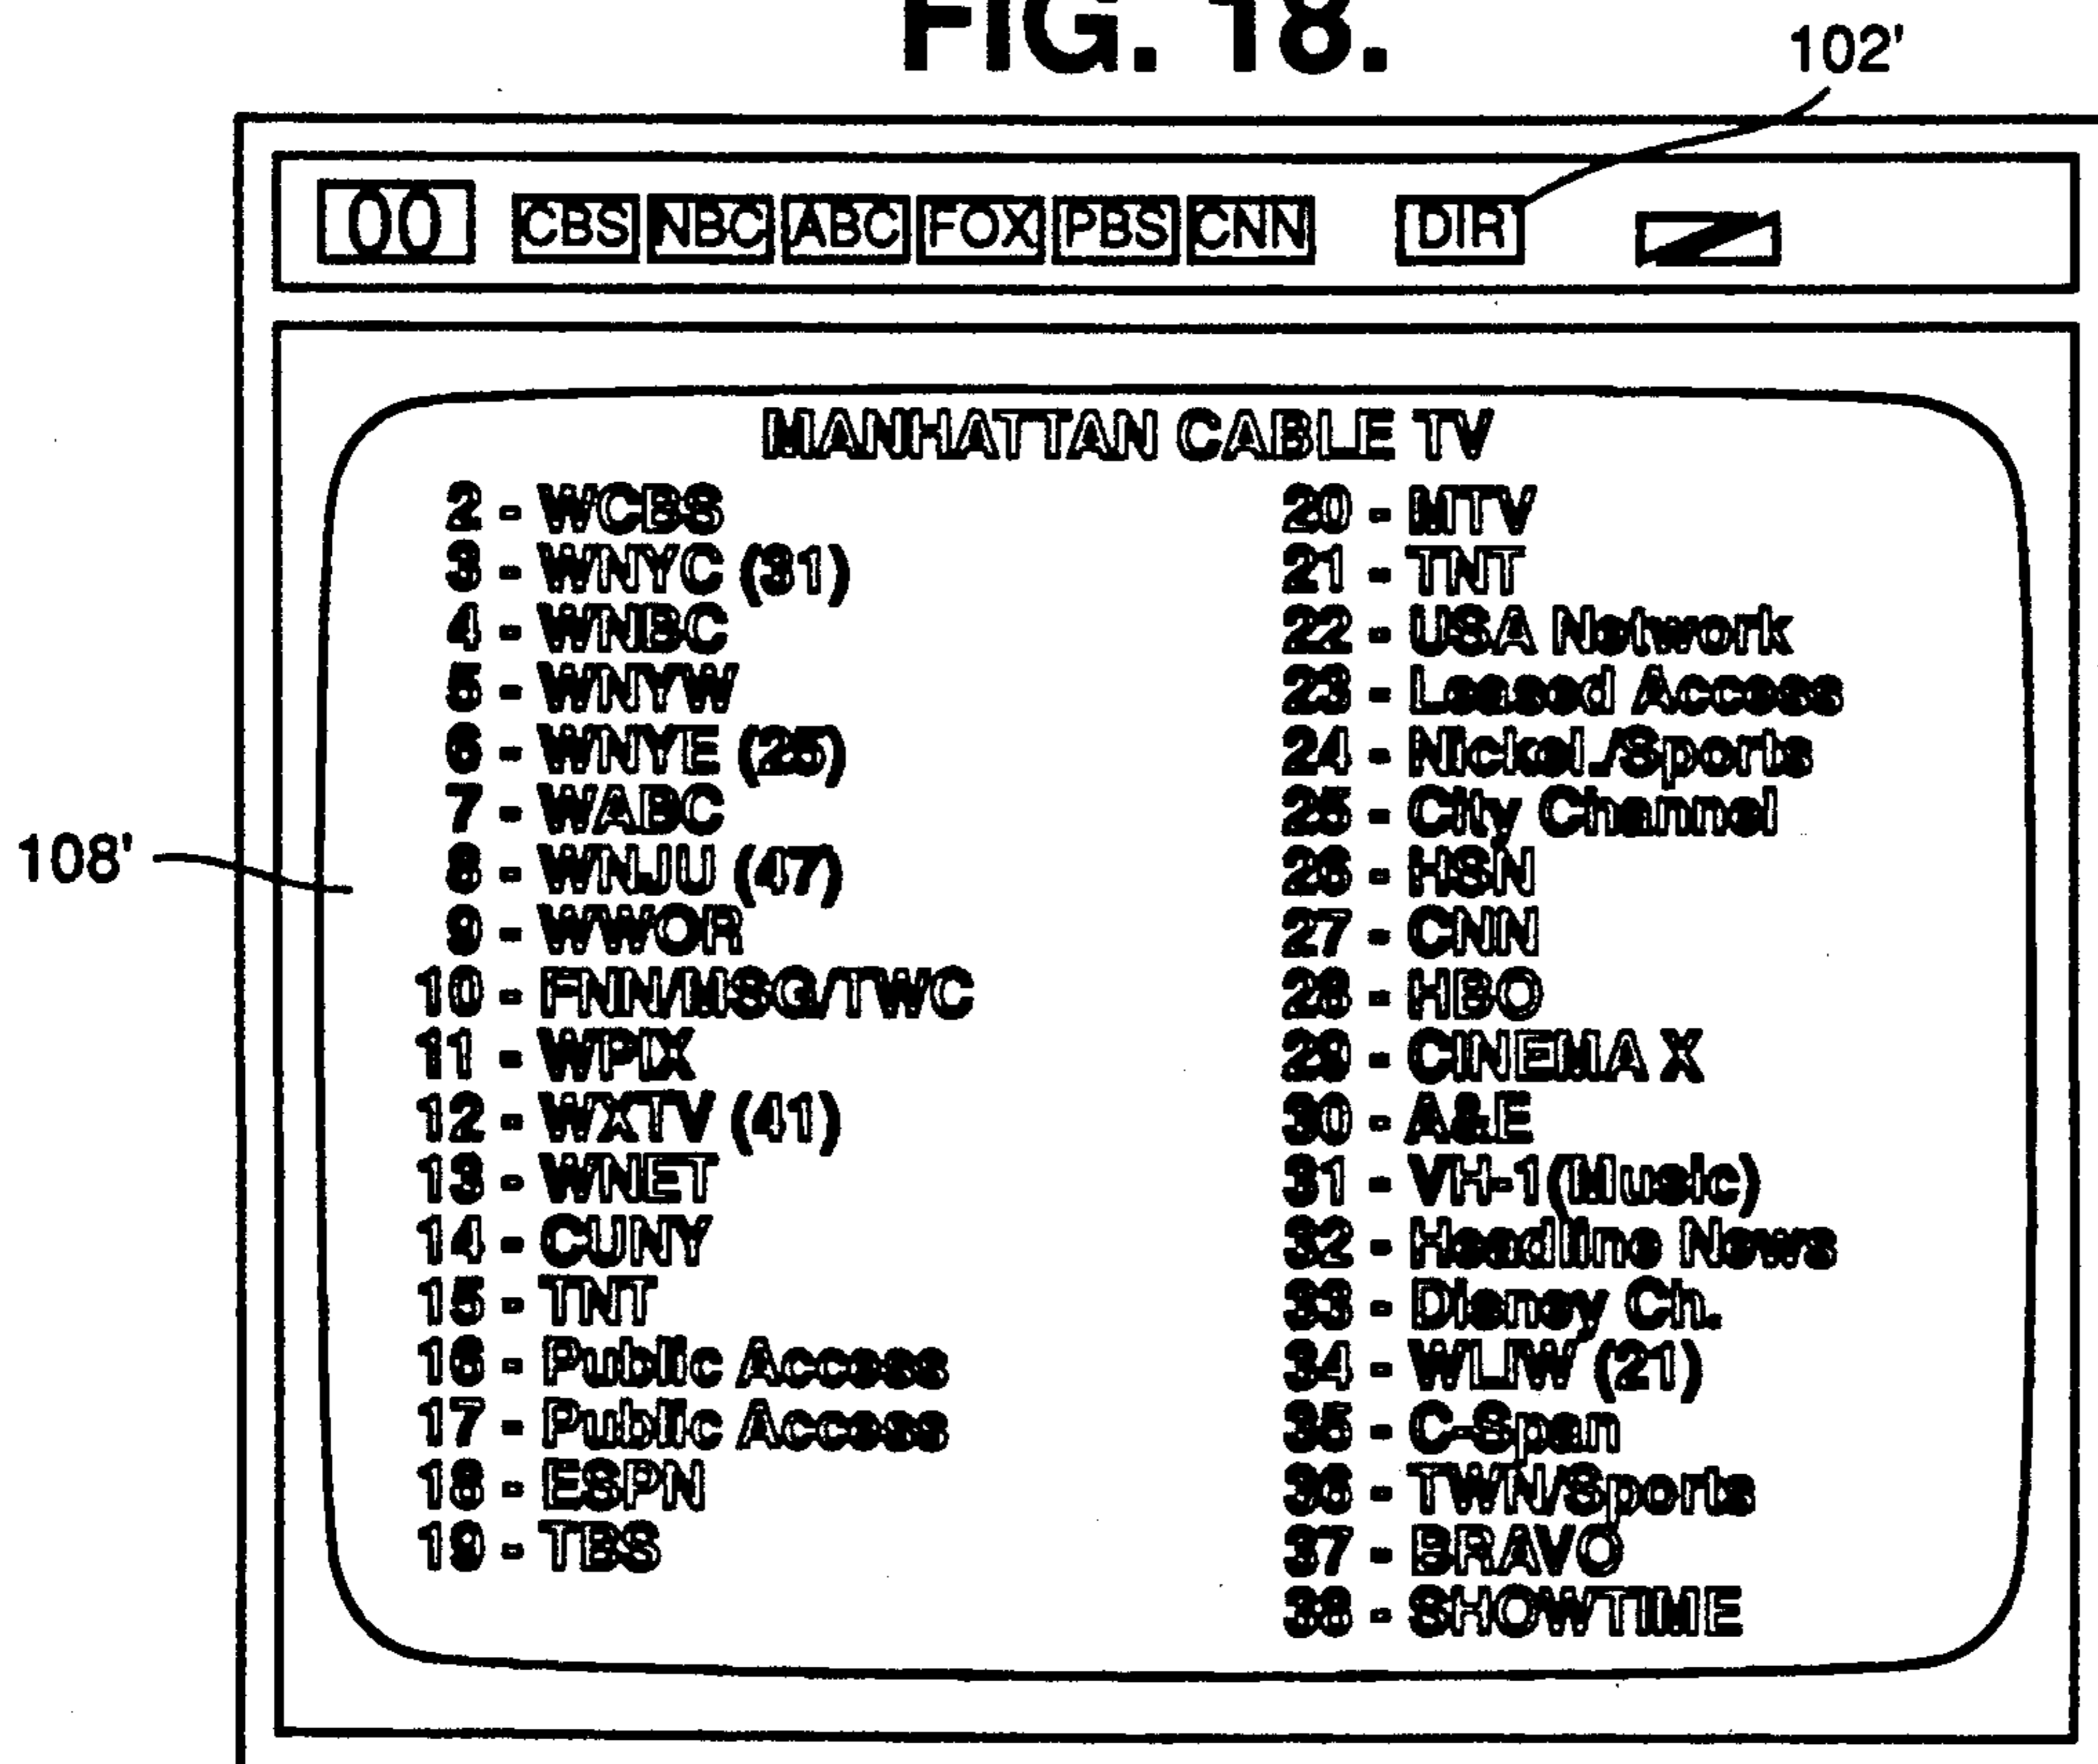 FIG. 18.
102'
00 CBS NBC ABC FOX PBS CNN DIR
MANHATTAN CABLE TV
2 - WCBS
3 - WNYC (31)
4 - WNBC
5 - WNYW
6 - WNYE (25)
7 - WABC
8 - WNJU (47)
9 - WWOR
10 - FNN/MSG/TWC
11 - WPIX
12 - WXTV (41)
13 - WNET
14 - CUNY
15 - TNT
16 - Public Access
17 - Public Access
18 - ESPN
19 - TBS
20 - MTV
21 - TNT
22 - USA Network
23 - Leased Access
24 - Nickel./Sports
25 - City Channel
26 - HSN
27 - CNN
28 - HBO
29 - CINEMA X
30 - A&E
31 - VH-1(Music)
32 - Headline News
33 - Disney Ch.
34 - WLIW (21)
35 - C-Span
36 - TWN/Sports
37 - BRAVO
38 - SHOWTIME
108'